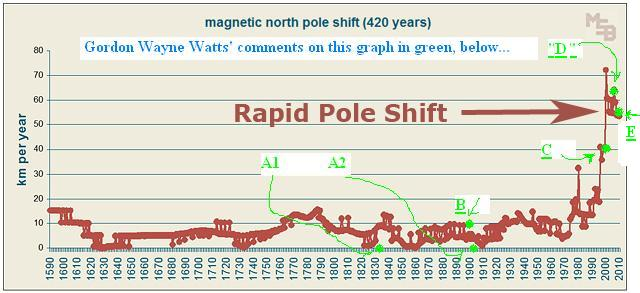 magnetic north pole shift (420 years)
MSB
Gordon Wayne Watts' comments on this graph in green, below...
"D"
80
70
60
50
40
30
20
10
0
km per year
Rapid Pole Shift
E
C
A1 A2
B
1590 1600 1610 1620 1630 1640 1650 1660 1670 1680 1690 1700 1710 1720 1730 1740 1750 1760 1770 1780 1790 1800 1810 1820 1830 1840 1850 1860 1870 1880 1890 1900 1910 1920 1930 1940 1950 1960 1970 1980 1990 2000 2010